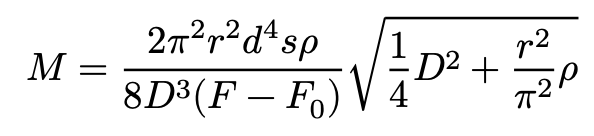 M = \frac{2\pi^2 r^2 d^4 s\rho}{8D^3(F - F_0)} \sqrt{\frac{1}{4}D^2 + \frac{r^2}{\pi^2}\rho}